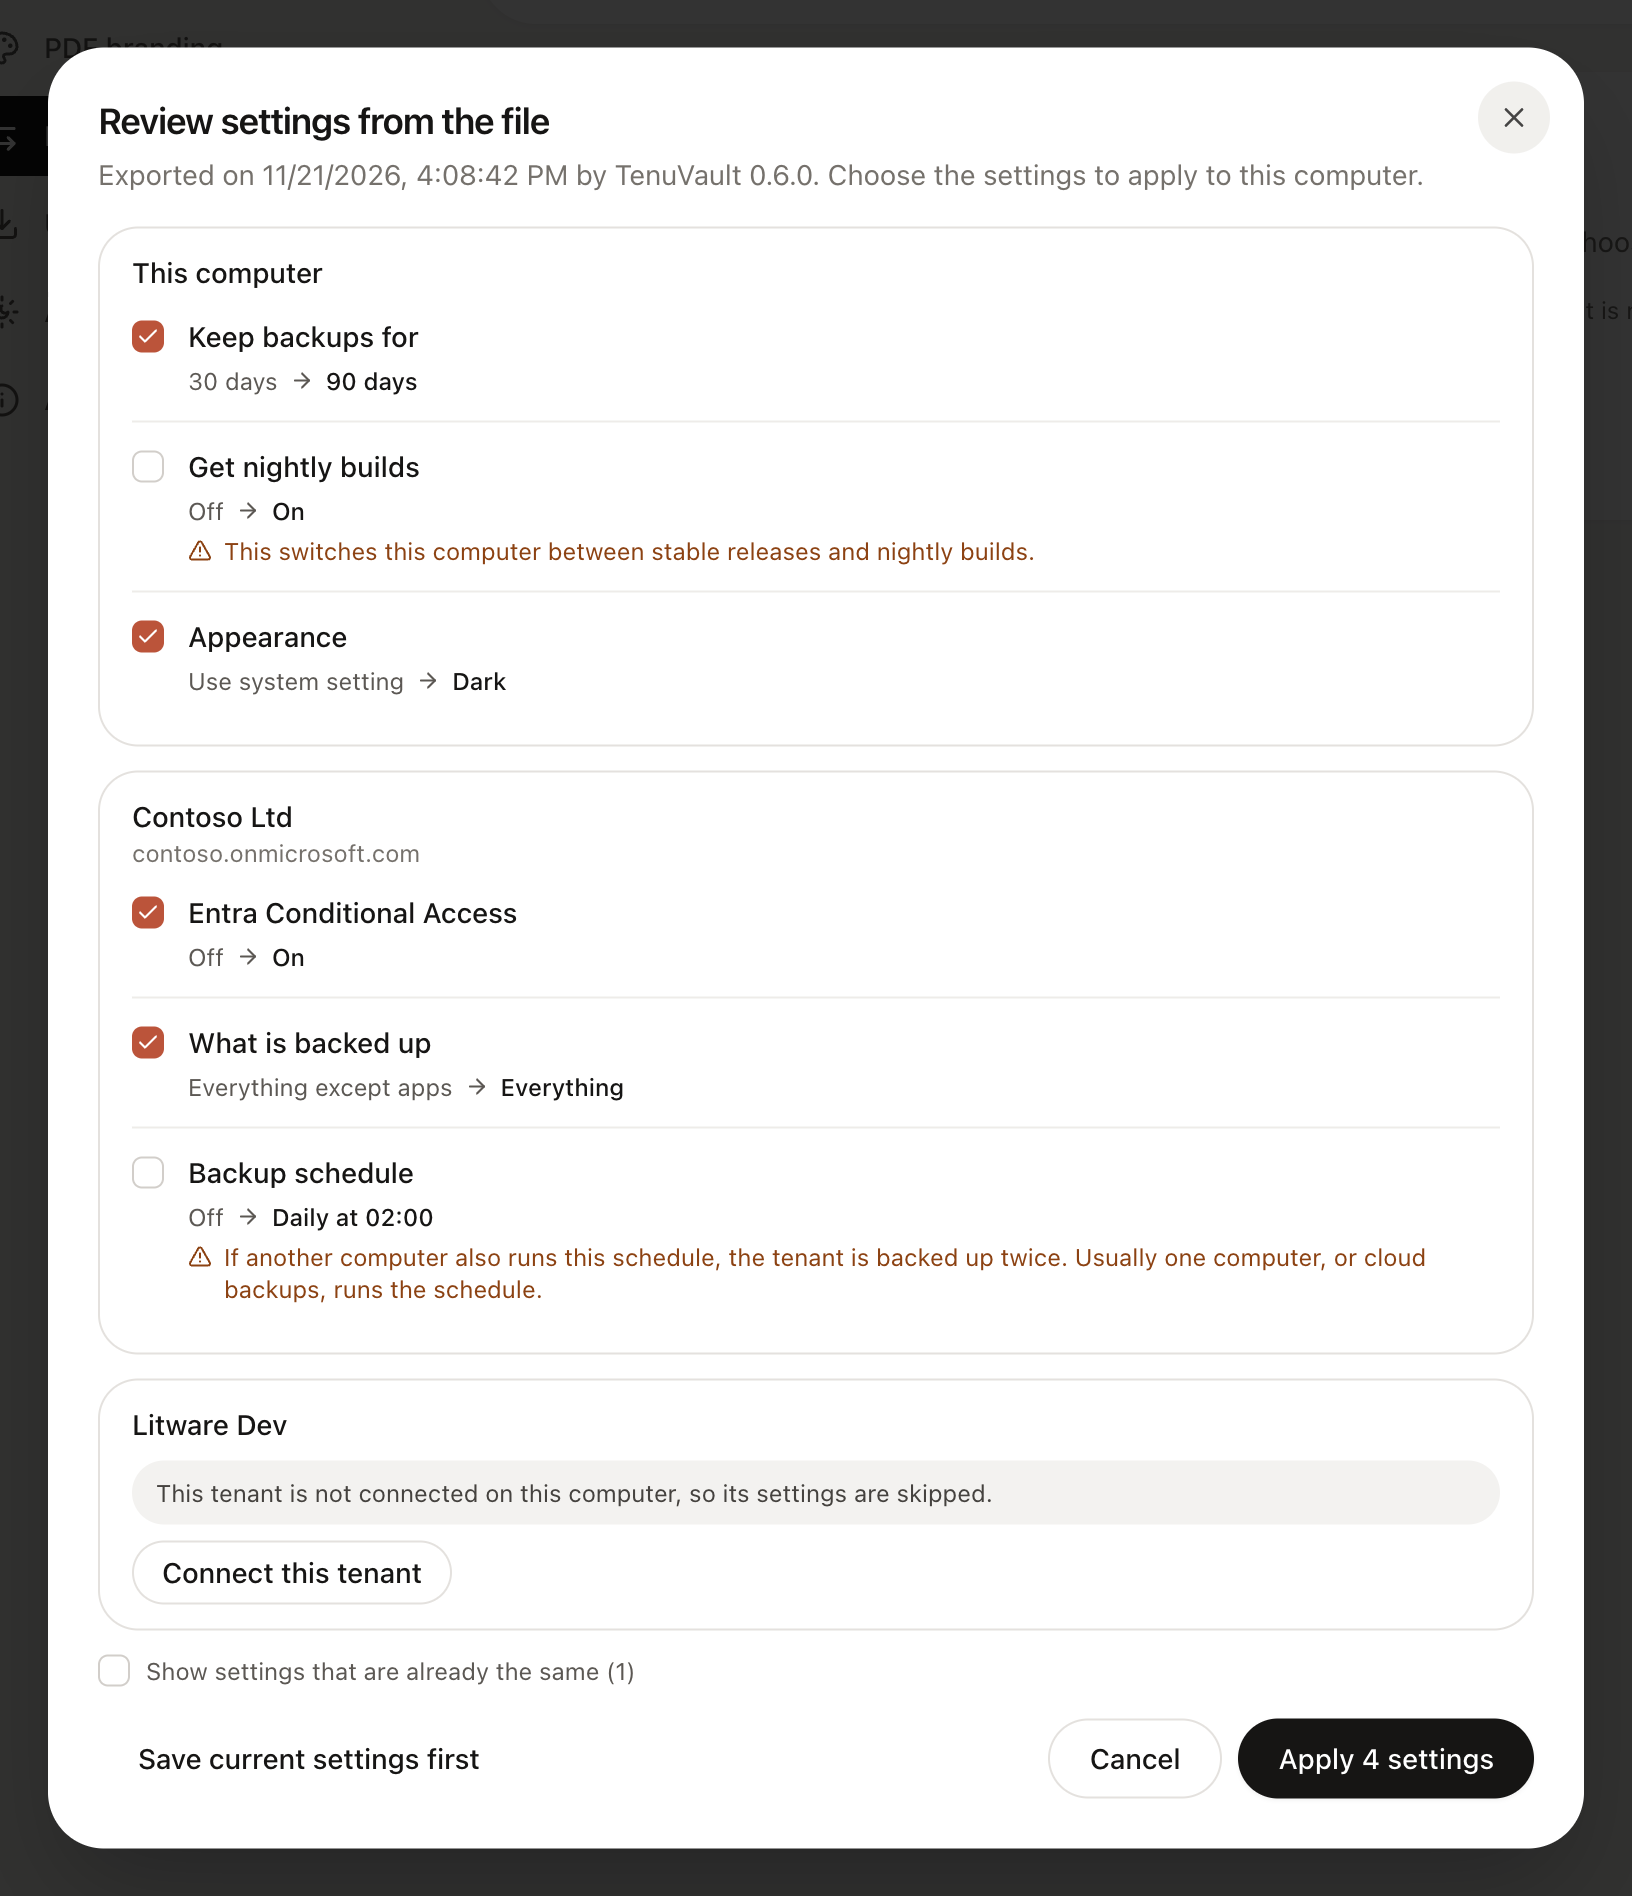 Review settings from the file
Exported on 11/21/2026, 4:08:42 PM by TenuVault 0.6.0. Choose the settings to apply to this computer.
This computer
Keep backups for
30 days → 90 days
Get nightly builds
Off → On
This switches this computer between stable releases and nightly builds.
Appearance
Use system setting → Dark
Contoso Ltd
contoso.onmicrosoft.com
Entra Conditional Access
Off → On
What is backed up
Everything except apps → Everything
Backup schedule
Off → Daily at 02:00
If another computer also runs this schedule, the tenant is backed up twice. Usually one computer, or cloud
backups, runs the schedule.
Litware Dev
This tenant is not connected on this computer, so its settings are skipped.
Connect this tenant
Show settings that are already the same (1)
Save current settings first
Cancel
Apply 4 settings